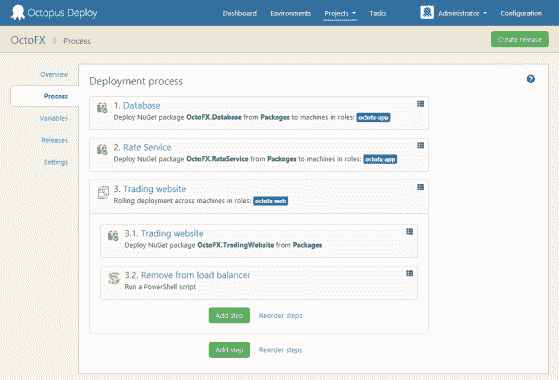 Octopus Deploy
Dashboard Environments Projects Tasks Administrator Configuration
OctoFX > Process
Create release
Overview
Process
Variables
Releases
Settings
Deployment process
1. Database
Deploy NuGet package OctoFX.Database from Packages to machines in roles: octofx-app
2. Rate Service
Deploy NuGet package OctoFX.RateService from Packages to machines in roles: octofx-app
3. Trading website
Rolling deployment across machines in roles: octofx-web
3.1. Trading website
Deploy NuGet package OctoFX.TradingWebsite from Packages
3.2. Remove from load balancer
Run a PowerShell script
Add step Reorder steps
Add step Reorder steps